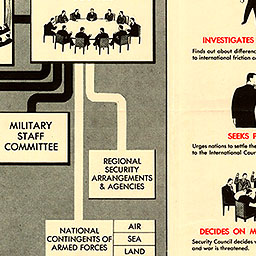 MILITARY
STAFF
COMMITTEE
REGIONAL
SECURITY
ARRANGEMENTS
& AGENCIES
NATIONAL
CONTINGENTS OF
ARMED FORCES
AIR
SEA
LAND
INVESTIGATES
Finds out about differen
to international friction
SEEKS
Urges nations to settle the
to the International Cour
DECIDES ON M
Security Council decides
and war is threatened.